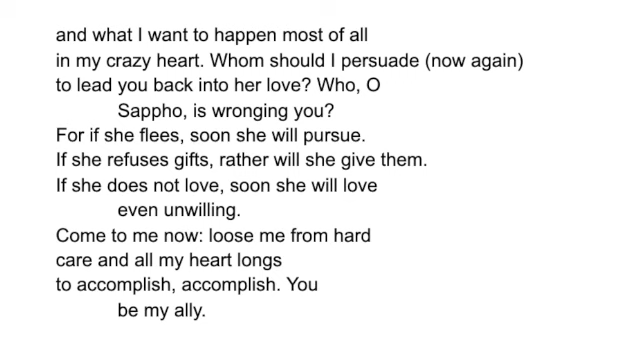 and what I want to happen most of all
in my crazy heart. Whom should I persuade (now again)
to lead you back into her love? Who, O
Sappho, is wronging you?
For if she flees, soon she will pursue.
If she refuses gifts, rather will she give them.
If she does not love, soon she will love
even unwilling.
Come to me now: loose me from hard
care and all my heart longs
to accomplish, accomplish. You
be my ally.